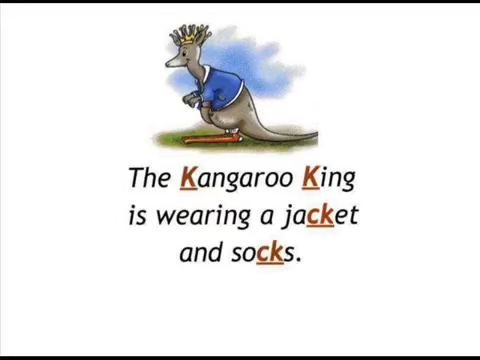 The Kangaroo King
is wearing a jacket
and socks.